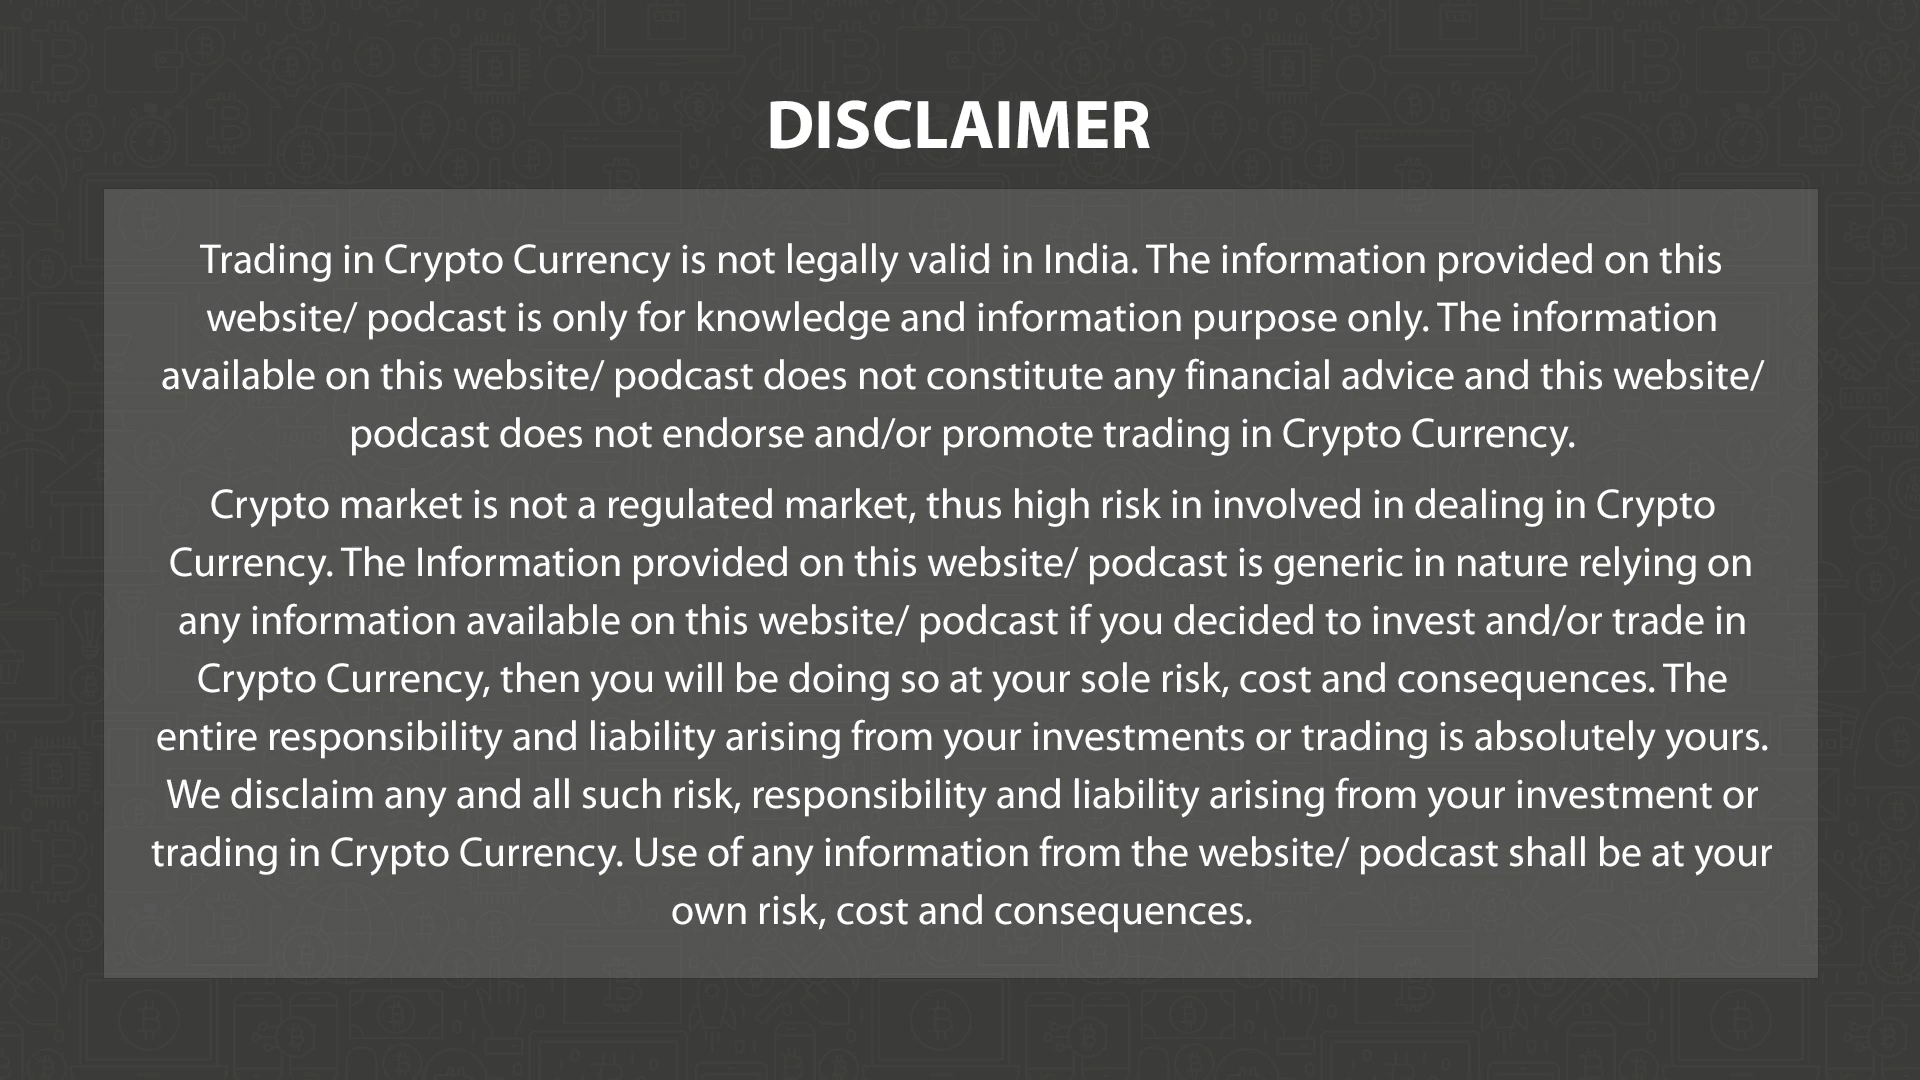 DISCLAIMER
Trading in Crypto Currency is not legally valid in India. The information provided on this
website/ podcast is only for knowledge and information purpose only. The information
available on this website/ podcast does not constitute any financial advice and this website/
podcast does not endorse and/or promote trading in Crypto Currency.
Crypto market is not a regulated market, thus high risk in involved in dealing in Crypto
Currency. The Information provided on this website/ podcast is generic in nature relying on
any information available on this website/ podcast if you decided to invest and/or trade in
Crypto Currency, then you will be doing so at your sole risk, cost and consequences. The
entire responsibility and liability arising from your investments or trading is absolutely yours.
We disclaim any and all such risk, responsibility and liability arising from your investment or
trading in Crypto Currency. Use of any information from the website/ podcast shall be at your
own risk, cost and consequences.